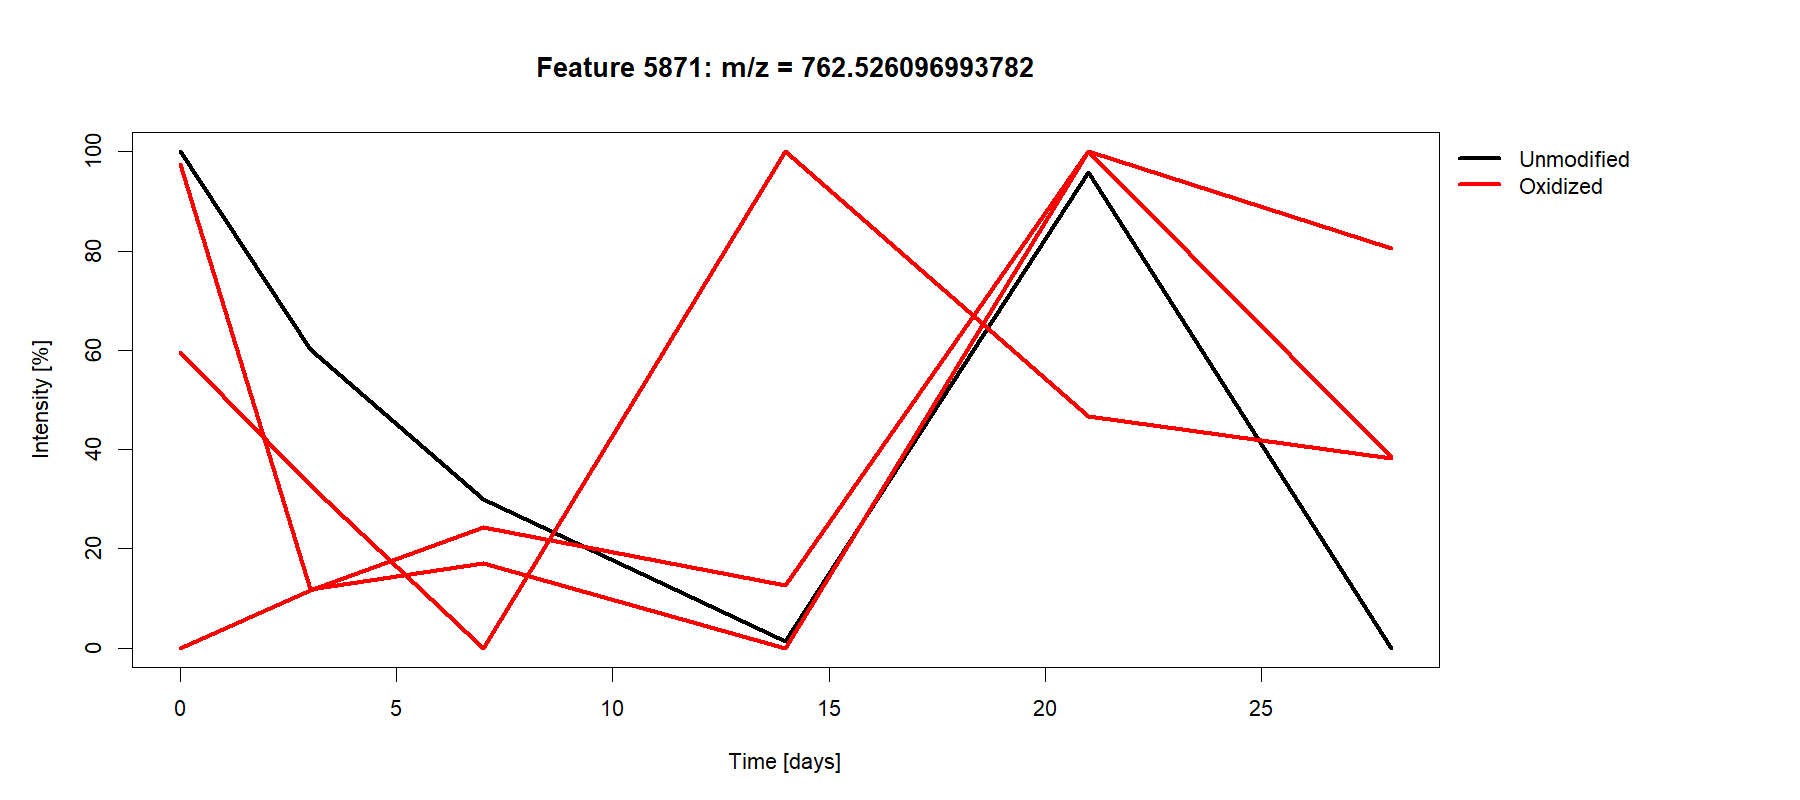 Feature 5871: m/z = 762.526096993782
Unmodified
Oxidized
Intensity [%]
100
80
60
40
20
0
0 5 10 15 20 25
Time [days]